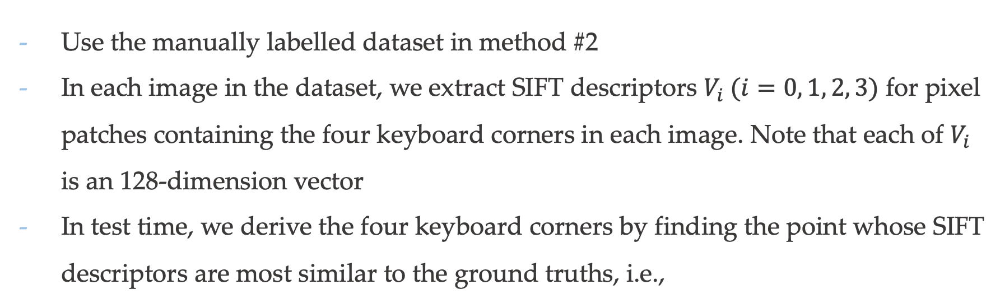 - Use the manually labelled dataset in method #2
- In each image in the dataset, we extract SIFT descriptors Vᵢ (i = 0, 1, 2, 3) for pixel
patches containing the four keyboard corners in each image. Note that each of Vᵢ
is an 128-dimension vector
- In test time, we derive the four keyboard corners by finding the point whose SIFT
descriptors are most similar to the ground truths, i.e.,